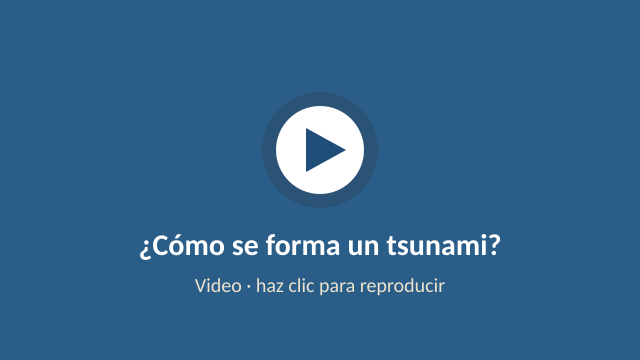 ¿Cómo se forma un tsunami?
Video · haz clic para reproducir